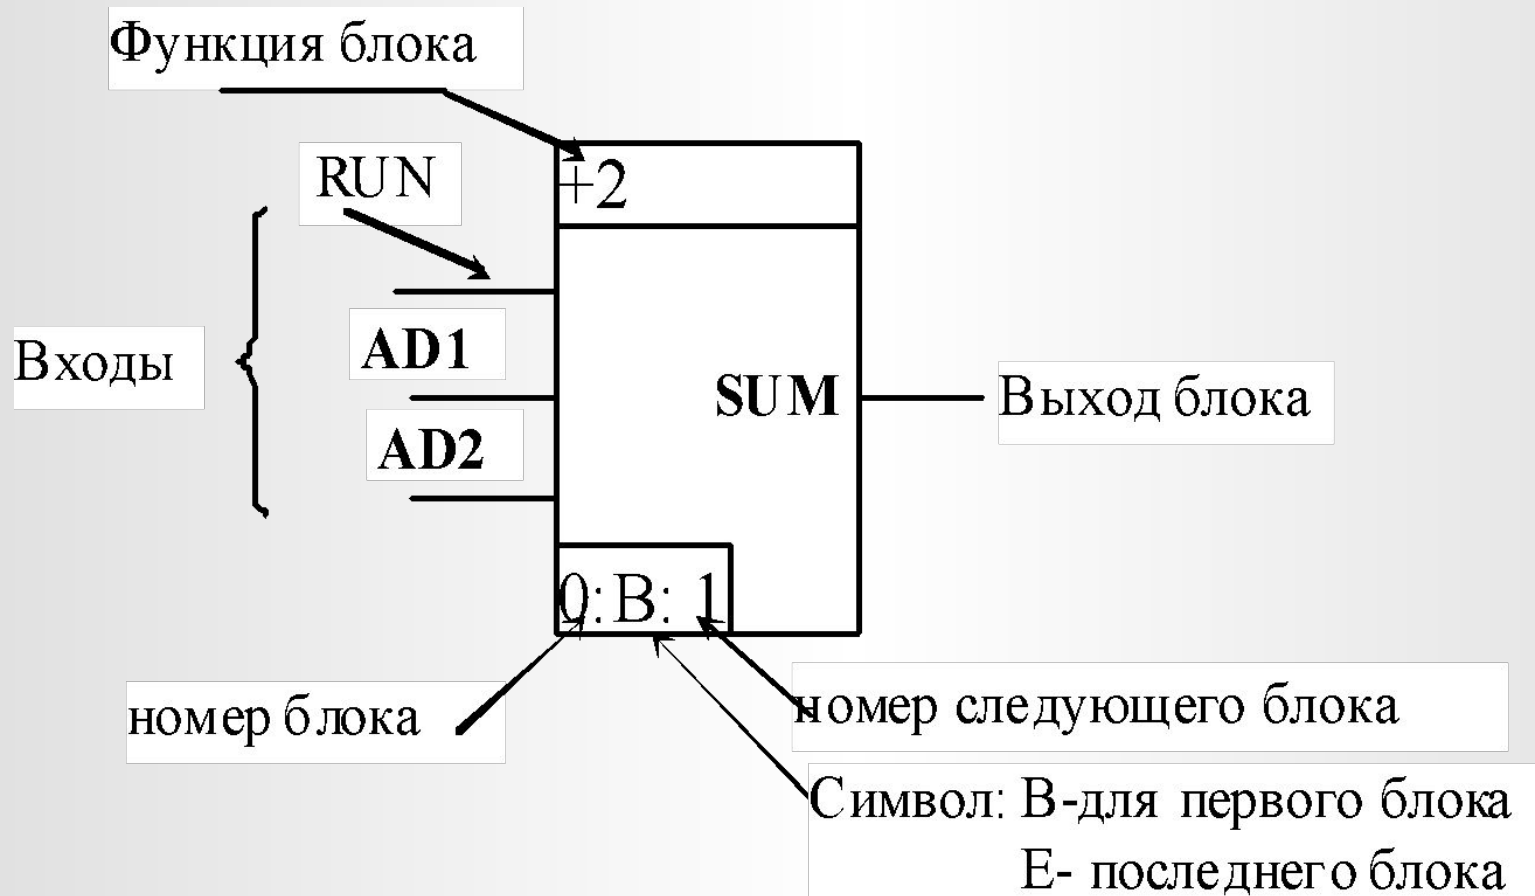 Функция блока
RUN
+2
Входы
AD1
SUM
Выход блока
AD2
0: В: 1
номер блока
номер следующего блока
Символ: В-для первого блока
Е- последнего блока